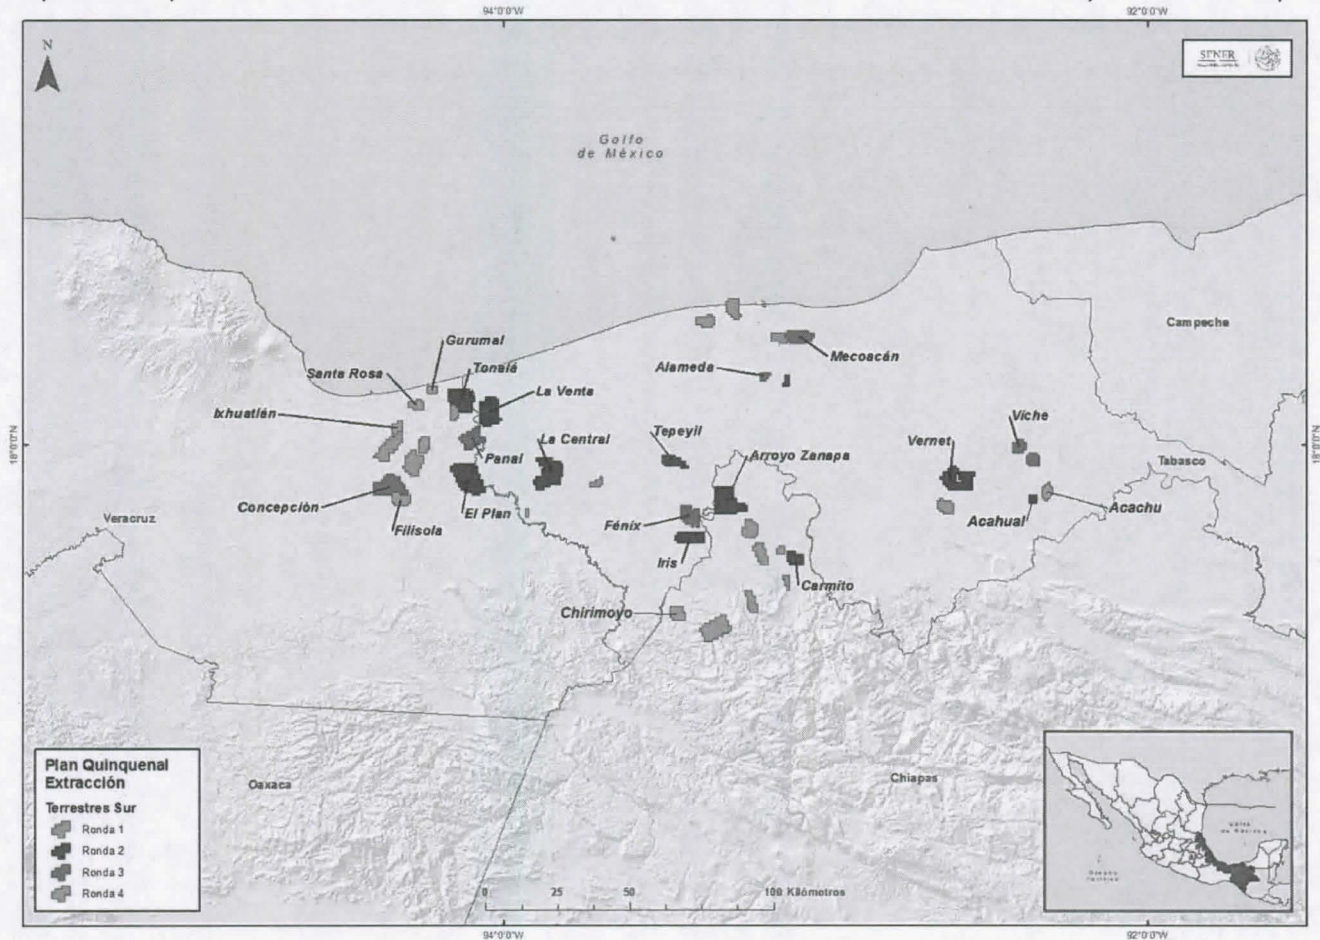 94°0'0"W
92°0'0"W
N
SENER
Golfo
de México
Campeche
Gurumal
Mecoacán
Santa Rosa
Tonalá
Alameda
La Venta
Ixhuatlán
Viche
Tepeyil
La Central
Vernet
18°0'0"N
18°0'0"N
Panal
Arroyo Zanapa
Tabasco
Concepción
El Plan
Acachu
Veracruz
Fénix
Acahual
Filisola
Iris
Carmito
Chirimoyo
Plan Quinquenal
Extracción
Oaxaca
Chiapas
Terrestres Sur
Ronda 1
Ronda 2
Ronda 3
Ronda 4
0 25 50 100 Kilómetros
Golfo
de México
Océano
Pacífico
94°0'0"W
92°0'0"W